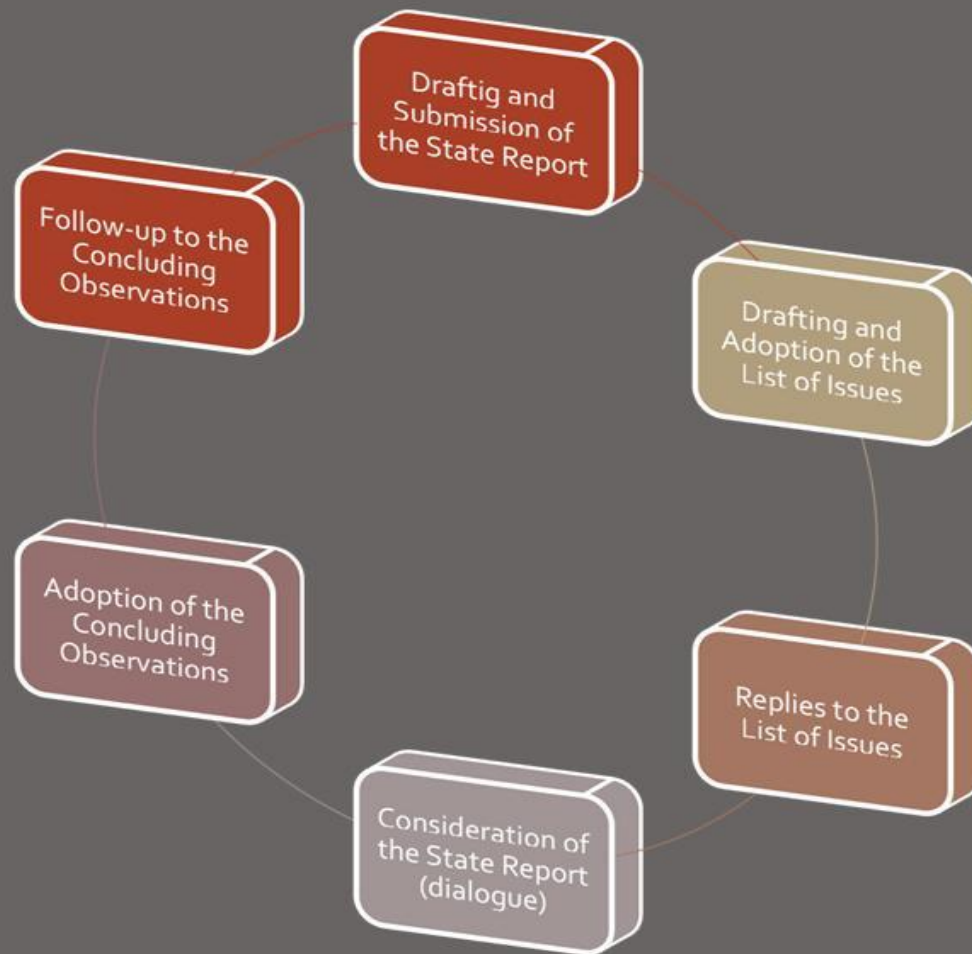 Draftig and
Submission of
the State Report
Drafting and
Adoption of the
List of Issues
Replies to the
List of Issues
Consideration of
the State Report
(dialogue)
Adoption of the
Concluding
Observations
Follow-up to the
Concluding
Observations